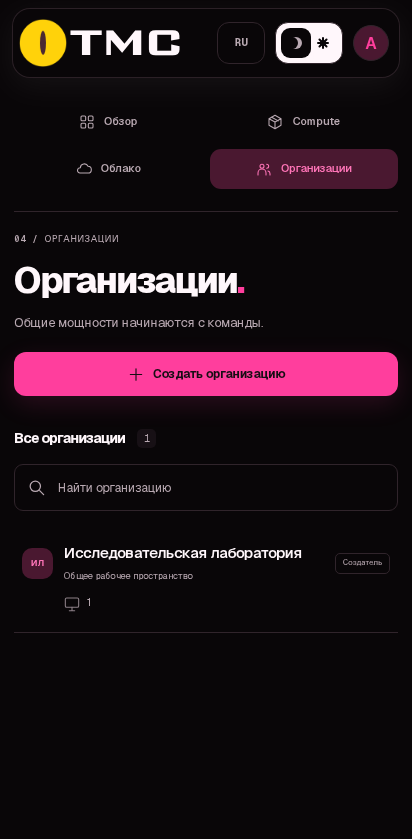 TMC
RU
A
Обзор
Compute
Облако
Организации
04 / ОРГАНИЗАЦИИ
Организации.
Общие мощности начинаются с команды.
Создать организацию
Все организации 1
Найти организацию
ИЛ
Исследовательская лаборатория
Общее рабочее пространство
Создатель
1